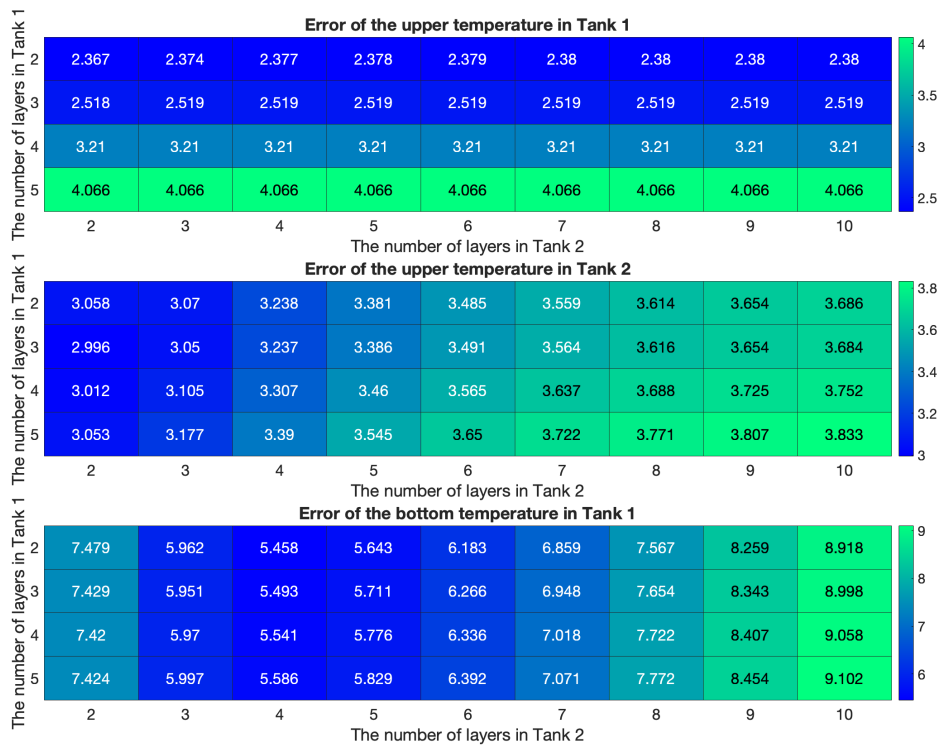 Error of the upper temperature in Tank 1
The number of layers in Tank 1
2 2.367 2.374 2.377 2.378 2.379 2.38 2.38 2.38 2.38
3 2.518 2.519 2.519 2.519 2.519 2.519 2.519 2.519 2.519
4 3.21 3.21 3.21 3.21 3.21 3.21 3.21 3.21 3.21
5 4.066 4.066 4.066 4.066 4.066 4.066 4.066 4.066 4.066
2 3 4 5 6 7 8 9 10
The number of layers in Tank 2
4
3.5
3
2.5
Error of the upper temperature in Tank 2
The number of layers in Tank 1
2 3.058 3.07 3.238 3.381 3.485 3.559 3.614 3.654 3.686
3 2.996 3.05 3.237 3.386 3.491 3.564 3.616 3.654 3.684
4 3.012 3.105 3.307 3.46 3.565 3.637 3.688 3.725 3.752
5 3.053 3.177 3.39 3.545 3.65 3.722 3.771 3.807 3.833
2 3 4 5 6 7 8 9 10
The number of layers in Tank 2
3.8
3.6
3.4
3.2
3
Error of the bottom temperature in Tank 1
The number of layers in Tank 1
2 7.479 5.962 5.458 5.643 6.183 6.859 7.567 8.259 8.918
3 7.429 5.951 5.493 5.711 6.266 6.948 7.654 8.343 8.998
4 7.42 5.97 5.541 5.776 6.336 7.018 7.722 8.407 9.058
5 7.424 5.997 5.586 5.829 6.392 7.071 7.772 8.454 9.102
2 3 4 5 6 7 8 9 10
The number of layers in Tank 2
9
8
7
6